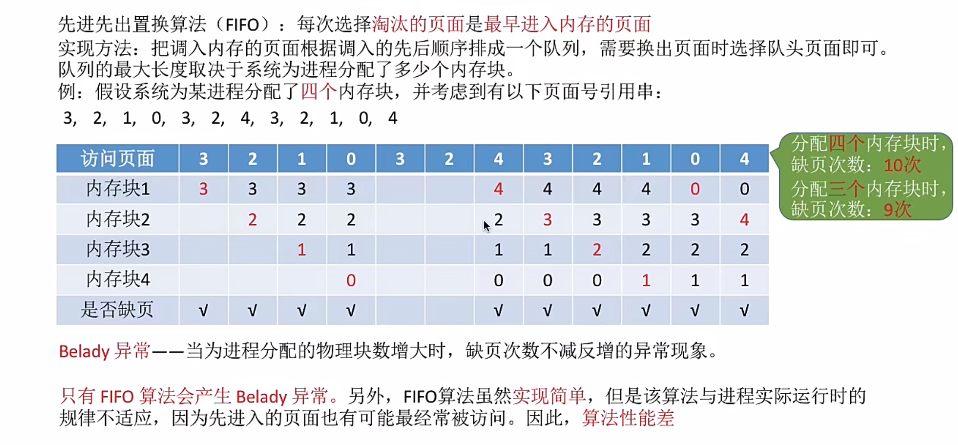 先进先出置换算法（FIFO）：每次选择淘汰的页面是最早进入内存的页面
实现方法：把调入内存的页面根据调入的先后顺序排成一个队列，需要换出页面时选择队头页面即可。
队列的最大长度取决于系统为进程分配了多少个内存块。
例：假设系统为某进程分配了四个内存块，并考虑到有以下页面号引用串：
3, 2, 1, 0, 3, 2, 4, 3, 2, 1, 0, 4
访问页面 3 2 1 0 3 2 4 3 2 1 0 4
内存块1 3 3 3 3 4 4 4 4 0 0
内存块2 2 2 2 2 3 3 3 3 4
内存块3 1 1 1 1 2 2 2 2
内存块4 0 0 0 0 1 1 1
是否缺页 √ √ √ √ √ √ √ √ √ √
分配四个内存块时，
缺页次数：10次
分配三个内存块时，
缺页次数：9次
Belady 异常——当为进程分配的物理块数增大时，缺页次数不减反增的异常现象。
只有 FIFO 算法会产生 Belady 异常。另外，FIFO算法虽然实现简单，但是该算法与进程实际运行时的
规律不适应，因为先进入的页面也有可能最经常被访问。因此，算法性能差